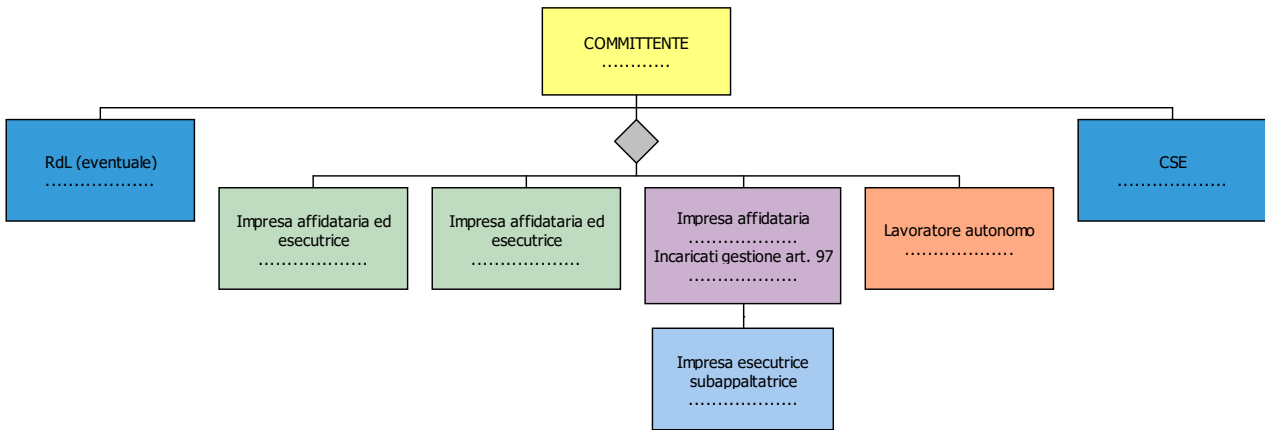 COMMITTENTE
............
RdL (eventuale)
...................
CSE
...................
Impresa affidataria ed
esecutrice
...................
Impresa affidataria ed
esecutrice
...................
Impresa affidataria
..................
Incaricati gestione art. 97
...................
Lavoratore autonomo
...................
Impresa esecutrice
subappaltatrice
...................